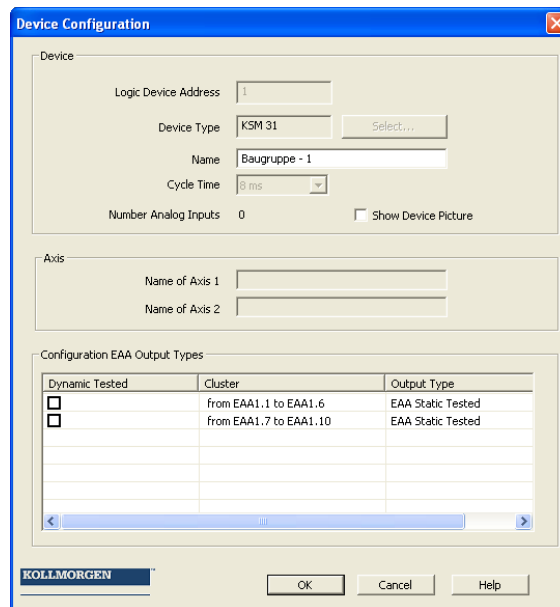 Device Configuration
Device
Logic Device Address 1
Device Type KSM 31 Select...
Name Baugruppe - 1
Cycle Time 8 ms
Number Analog Inputs 0 Show Device Picture
Axis
Name of Axis 1
Name of Axis 2
Configuration EAA Output Types
Dynamic Tested Cluster Output Type
from EAA1.1 to EAA1.6 EAA Static Tested
from EAA1.7 to EAA1.10 EAA Static Tested
KOLLMORGEN OK Cancel Help